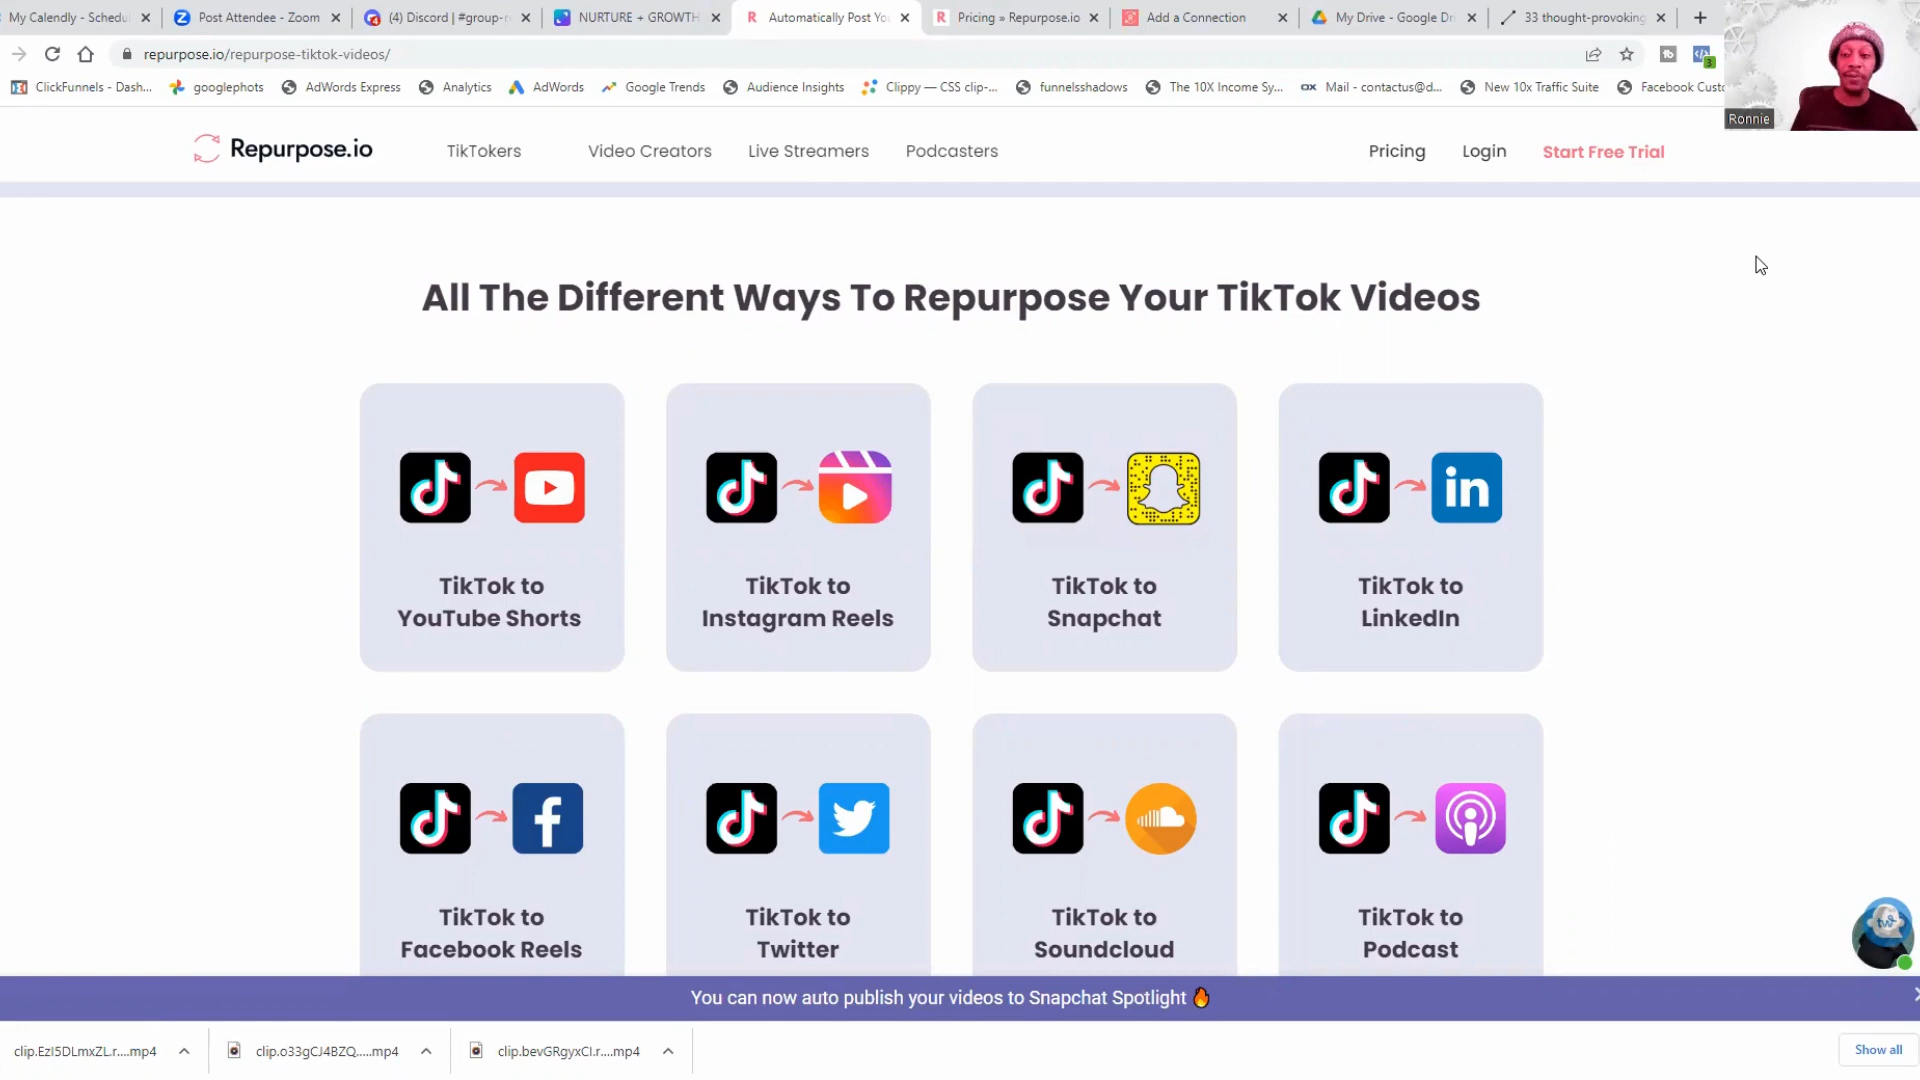 My Calendly - Schedul
Post Attendee - Zoom
(4) Discord | #group-r
NURTURE + GROWTH
Automatically Post Yo
Pricing » Repurpose.io
Add a Connection
My Drive - Google Dr
33 thought-provoking
repurpose.io/repurpose-tiktok-videos/
3
ClickFunnels - Dash...
googlephots
AdWords Express
Analytics
AdWords
Google Trends
Audience Insights
Clippy — CSS clip-...
funnelsshadows
The 10X Income Sy...
Mail - contactus@d...
New 10x Traffic Suite
Facebook Custo
Ronnie
Repurpose.io
TikTokers
Video Creators
Live Streamers
Podcasters
Pricing
Login
Start Free Trial
All The Different Ways To Repurpose Your TikTok Videos
TikTok to
YouTube Shorts
TikTok to
Instagram Reels
TikTok to
Snapchat
TikTok to
LinkedIn
TikTok to
Facebook Reels
TikTok to
Twitter
TikTok to
Soundcloud
TikTok to
Podcast
You can now auto publish your videos to Snapchat Spotlight
clip.EzI5DLmxZL.r....mp4
clip.o33gCJ4BZQ.....mp4
clip.bevGRgyxCI.r....mp4
Show all